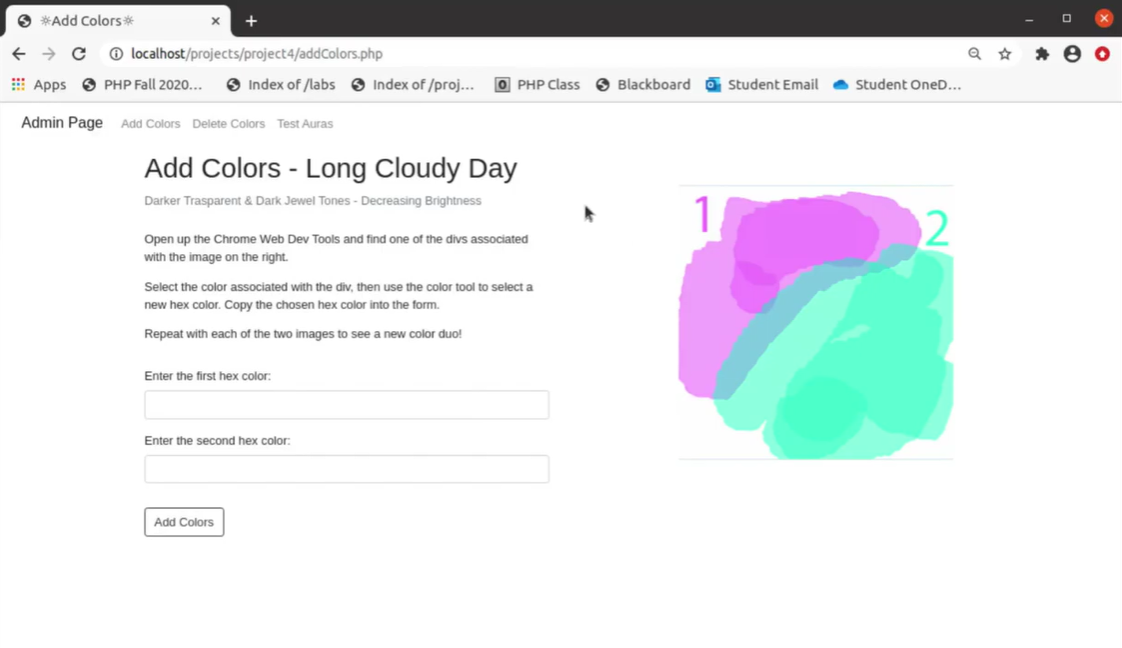 ☼Add Colors☼
localhost/projects/project4/addColors.php
Apps PHP Fall 2020... Index of /labs Index of /proj... PHP Class Blackboard Student Email Student OneD...
Admin Page Add Colors Delete Colors Test Auras
Add Colors - Long Cloudy Day
Darker Trasparent & Dark Jewel Tones - Decreasing Brightness
Open up the Chrome Web Dev Tools and find one of the divs associated
with the image on the right.
Select the color associated with the div, then use the color tool to select a
new hex color. Copy the chosen hex color into the form.
Repeat with each of the two images to see a new color duo!
Enter the first hex color:
Enter the second hex color:
Add Colors
1
2